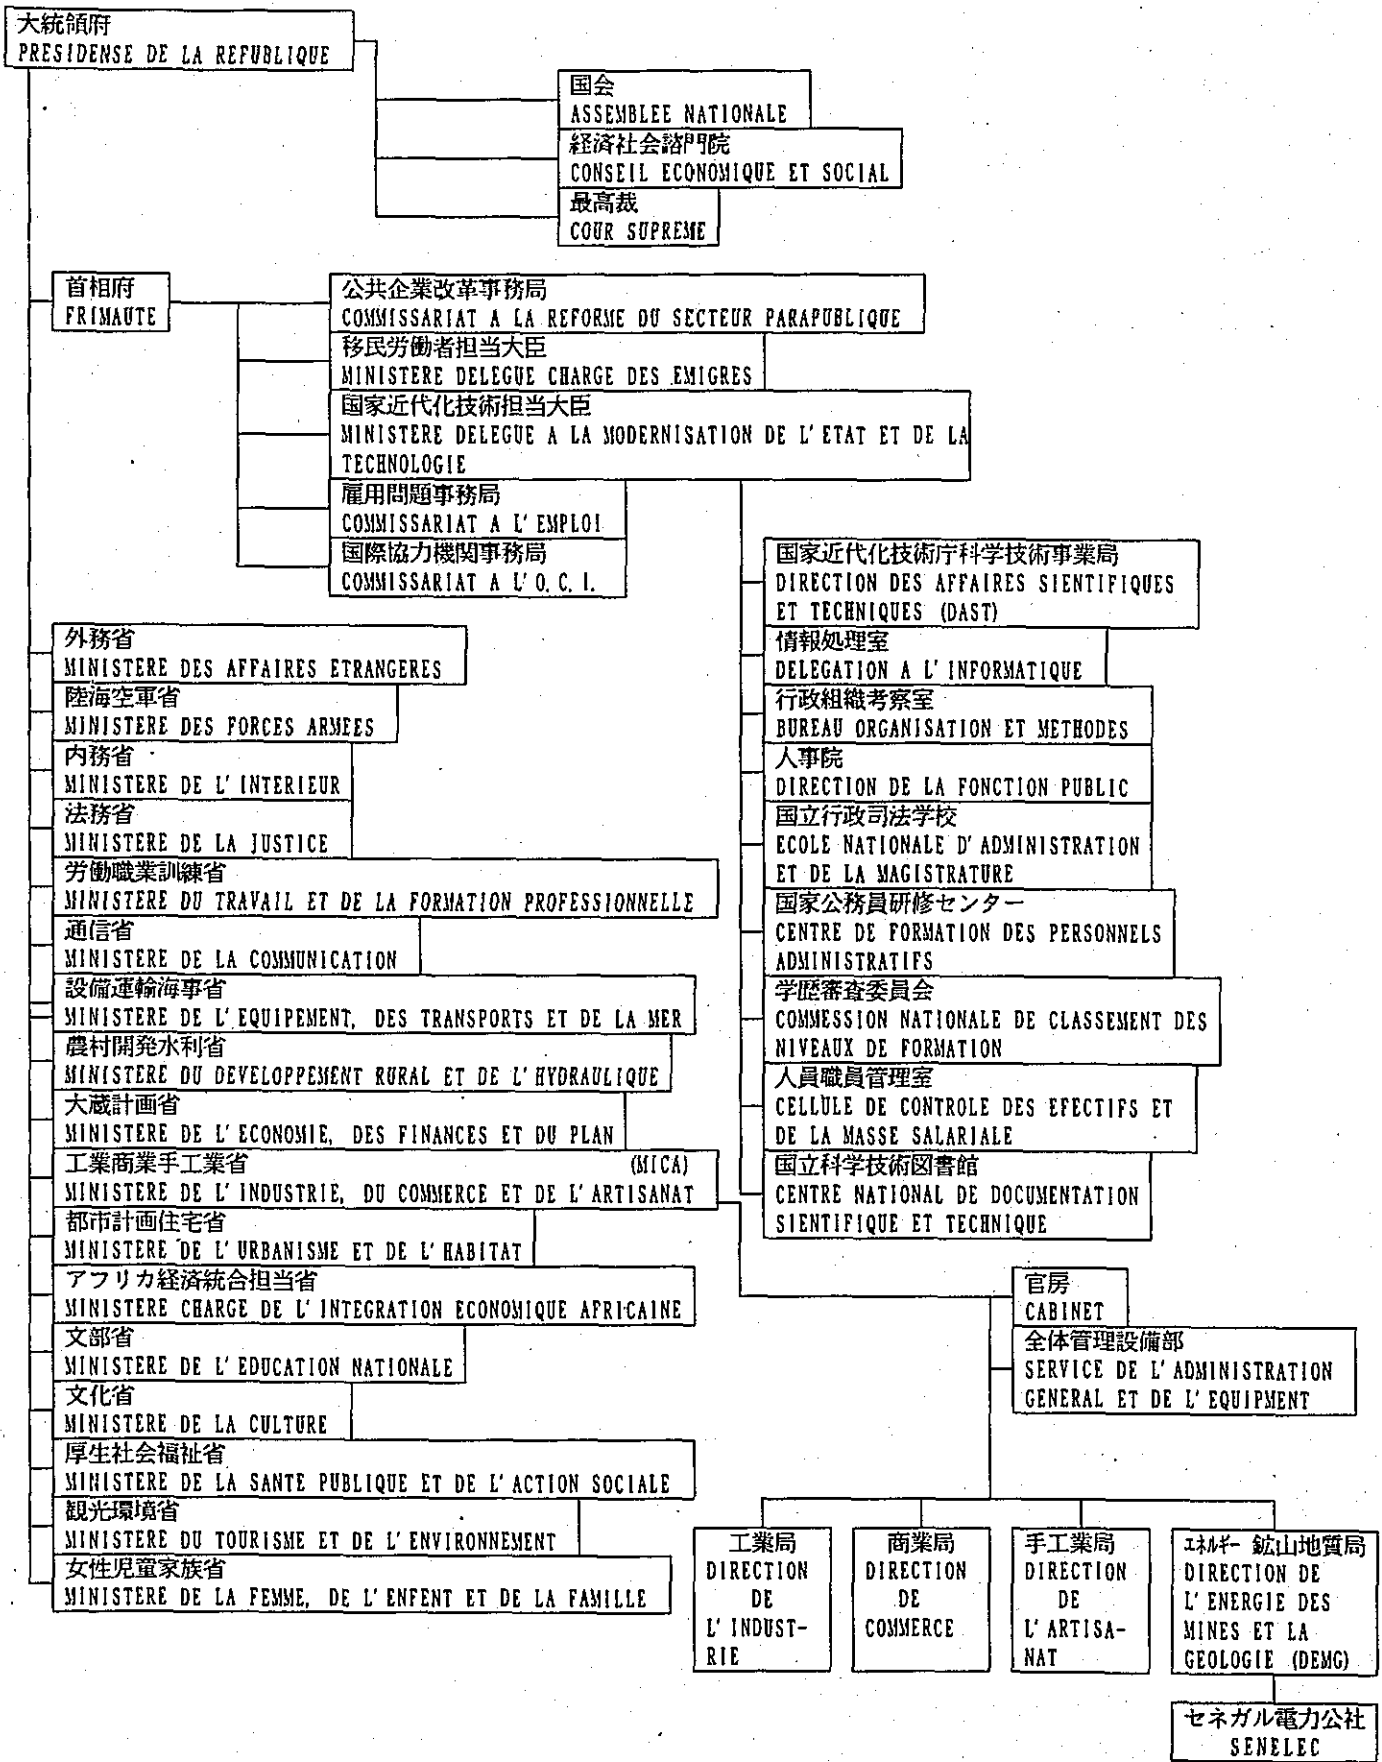 大統領府
PRESIDENSE DE LA REPUBLIQUE
国会
ASSEMBLEE NATIONALE
経済社会諮門院
CONSEIL ECONOMIQUE ET SOCIAL
最高裁
COUR SUPREME
首相府
FRIMAUTE
公共企業改革事務局
COMMISSARIAT A LA REFORME DU SECTEUR PARAPUBLIQUE
移民労働者担当大臣
MINISTERE DELEGUE CHARGE DES EMIGRES
国家近代化技術担当大臣
MINISTERE DELEGUE A LA MODERNISATION DE L'ETAT ET DE LA
TECHNOLOGIE
雇用問題事務局
COMMISSARIAT A L'EMPLOI
国際協力機関事務局
COMMISSARIAT A L'O.C.I.
国家近代化技術庁科学技術事業局
DIRECTION DES AFFAIRES SIENTIFIQUES
ET TECHNIQUES (DAST)
情報処理室
DELEGATION A L'INFORMATIQUE
行政組織考察室
BUREAU ORGANISATION ET METHODES
人事院
DIRECTION DE LA FONCTION PUBLIC
国立行政司法学校
ECOLE NATIONALE D'ADMINISTRATION
ET DE LA MAGISTRATURE
国家公務員研修センター
CENTRE DE FORMATION DES PERSONNELS
ADMINISTRATIFS
学歴審査委員会
COMMESSION NATIONALE DE CLASSEMENT DES
NIVEAUX DE FORMATION
人員職員管理室
CELLULE DE CONTROLE DES EFECTIFS ET
DE LA MASSE SALARIALE
国立科学技術図書館
CENTRE NATIONAL DE DOCUMENTATION
SIENTIFIQUE ET TECHNIQUE
外務省
MINISTERE DES AFFAIRES ETRANGERES
陸海空軍省
MINISTERE DES FORCES ARMEES
内務省
MINISTERE DE L'INTERIEUR
法務省
MINISTERE DE LA JUSTICE
労働職業訓練省
MINISTERE DU TRAVAIL ET DE LA FORMATION PROFESSIONNELLE
通信省
MINISTERE DE LA COMMUNICATION
設備運輸海事省
MINISTERE DE L'EQUIPEMENT, DES TRANSPORTS ET DE LA MER
農村開発水利省
MINISTERE DU DEVELOPPEMENT RURAL ET DE L'HYDRAULIQUE
大蔵計画省
MINISTERE DE L'ECONOMIE, DES FINANCES ET DU PLAN
工業商業手工業省 (MICA)
MINISTERE DE L'INDUSTRIE, DU COMMERCE ET DE L'ARTISANAT
都市計画住宅省
MINISTERE DE L'URBANISME ET DE L'HABITAT
アフリカ経済統合担当省
MINISTERE CHARGE DE L'INTEGRATION ECONOMIQUE AFRICAINE
文部省
MINISTERE DE L'EDUCATION NATIONALE
文化省
MINISTERE DE LA CULTURE
厚生社会福祉省
MINISTERE DE LA SANTE PUBLIQUE ET DE L'ACTION SOCIALE
観光環境省
MINISTERE DU TOURISME ET DE L'ENVIRONNEMENT
女性児童家族省
MINISTERE DE LA FEMME, DE L'ENFENT ET DE LA FAMILLE
官房
CABINET
全体管理設備部
SERVICE DE L'ADMINISTRATION
GENERAL ET DE L'EQUIPMENT
工業局
DIRECTION
DE
L'INDUST-
RIE
商業局
DIRECTION
DE
COMMERCE
手工業局
DIRECTION
DE
L'ARTISA-
NAT
ｴﾈﾙｷﾞｰ 鉱山地質局
DIRECTION DE
L'ENERGIE DES
MINES ET LA
GEOLOGIE (DEMG)
セネガル電力公社
SENELEC